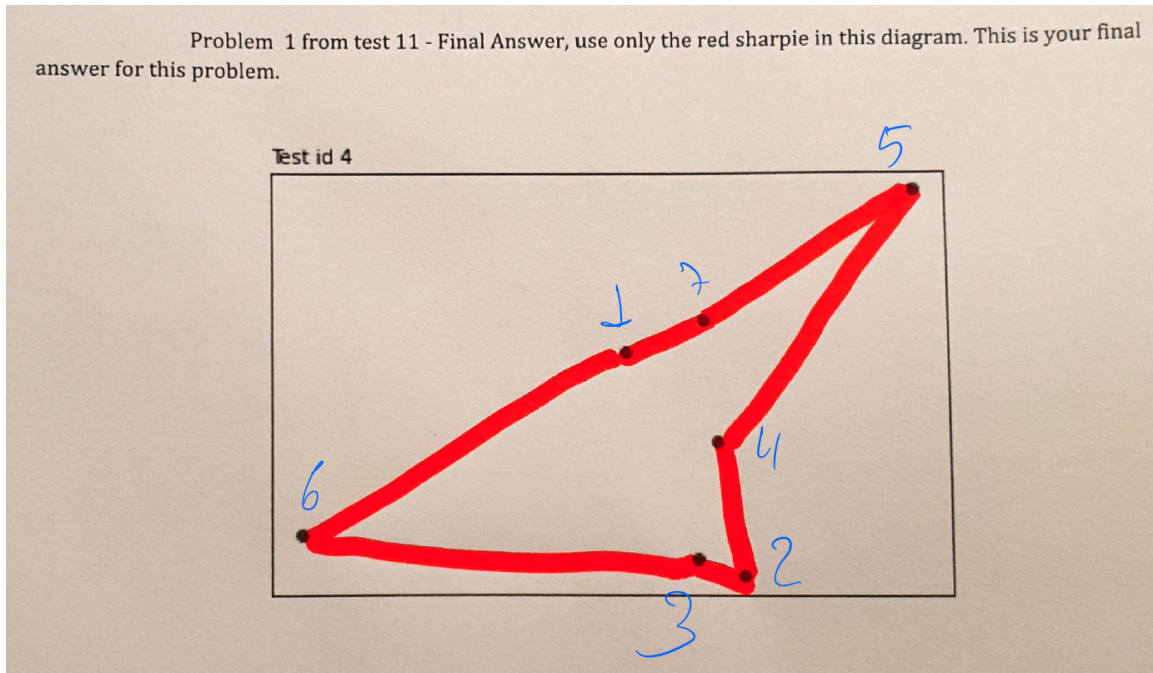 Problem 1 from test 11 - Final Answer, use only the red sharpie in this diagram. This is your final
answer for this problem.
Test id 4
5
7
1
4
6
2
3